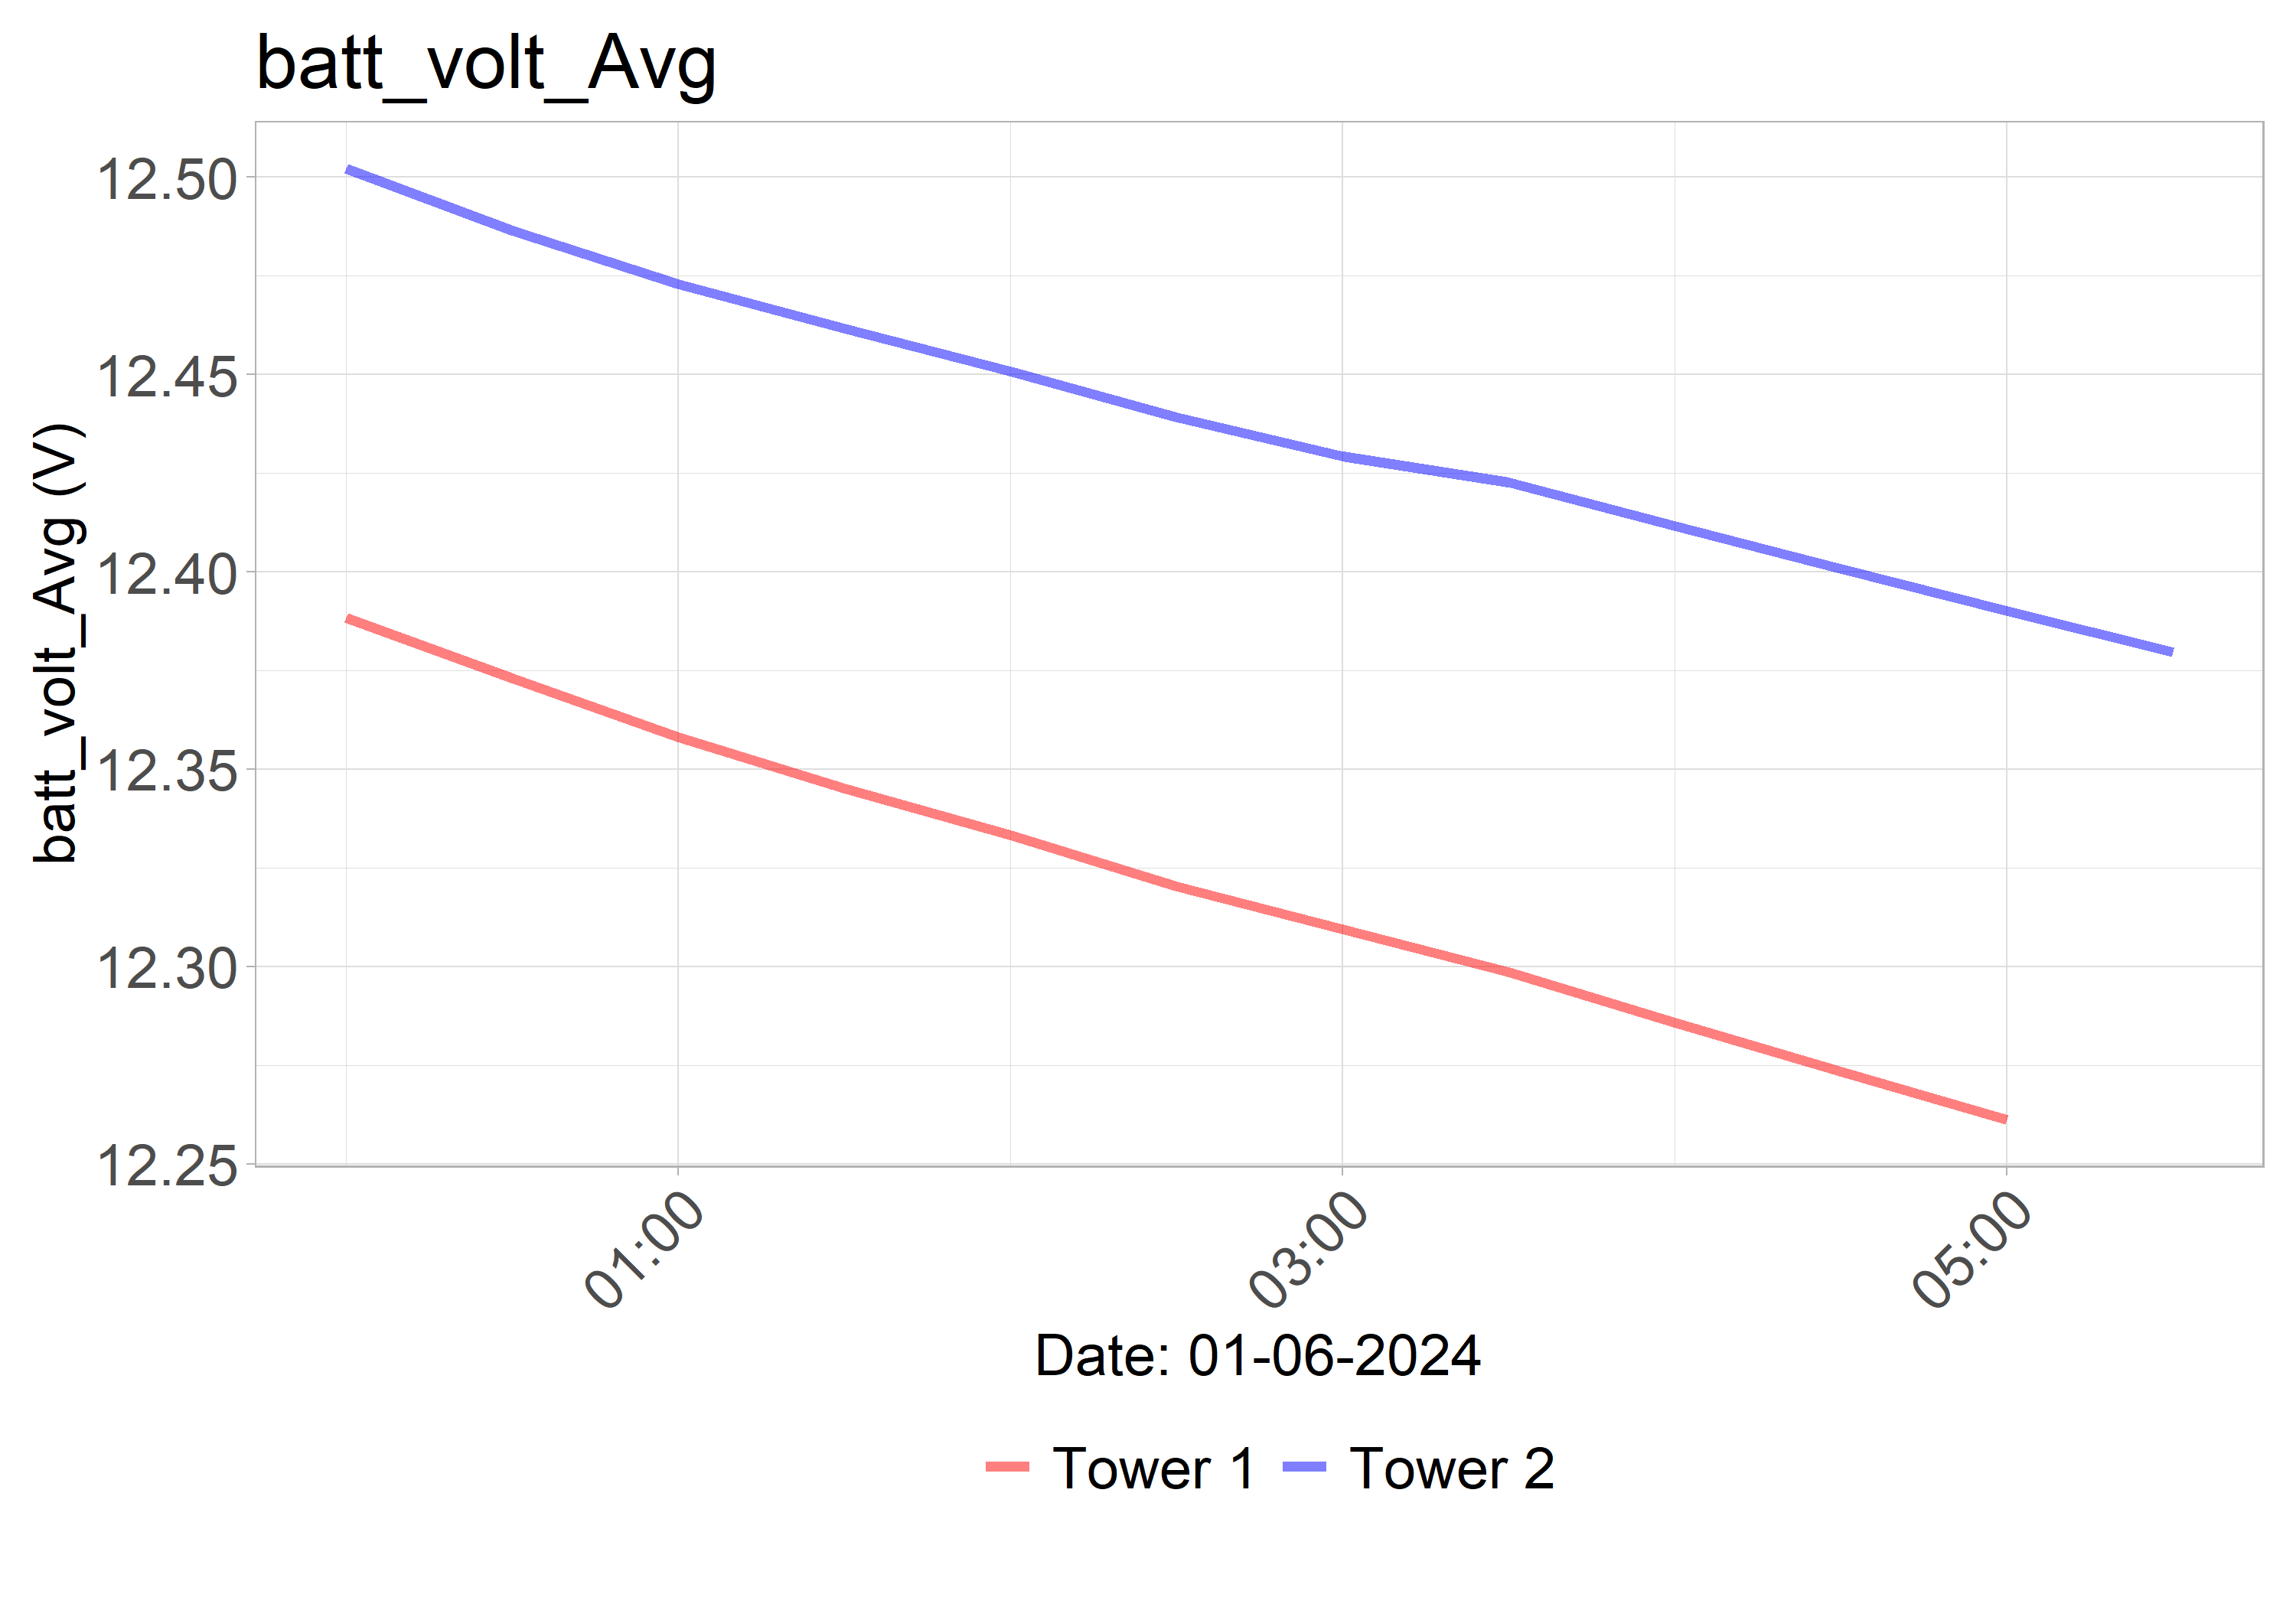 batt_volt_Avg
batt_volt_Avg (V)
12.50
12.45
12.40
12.35
12.30
12.25
01:00
03:00
05:00
Date: 01-06-2024
Tower 1
Tower 2